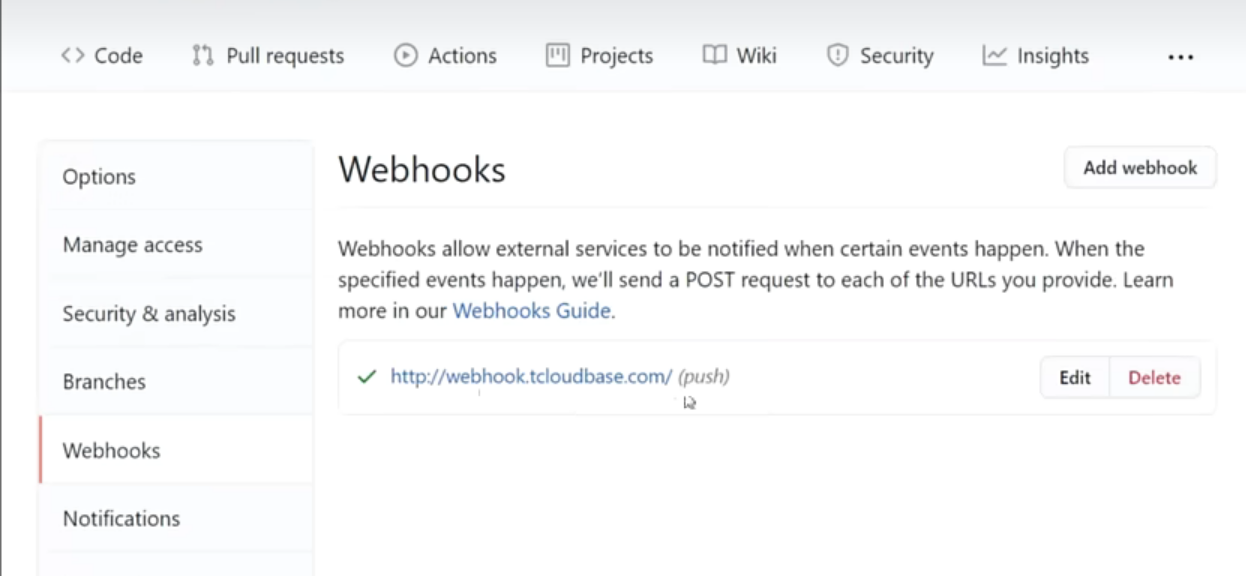 Code Pull requests Actions Projects Wiki Security Insights ...
Options
Manage access
Security & analysis
Branches
Webhooks
Notifications
Webhooks
Add webhook
Webhooks allow external services to be notified when certain events happen. When the
specified events happen, we'll send a POST request to each of the URLs you provide. Learn
more in our Webhooks Guide.
http://webhook.tcloudbase.com/ (push)
Edit Delete